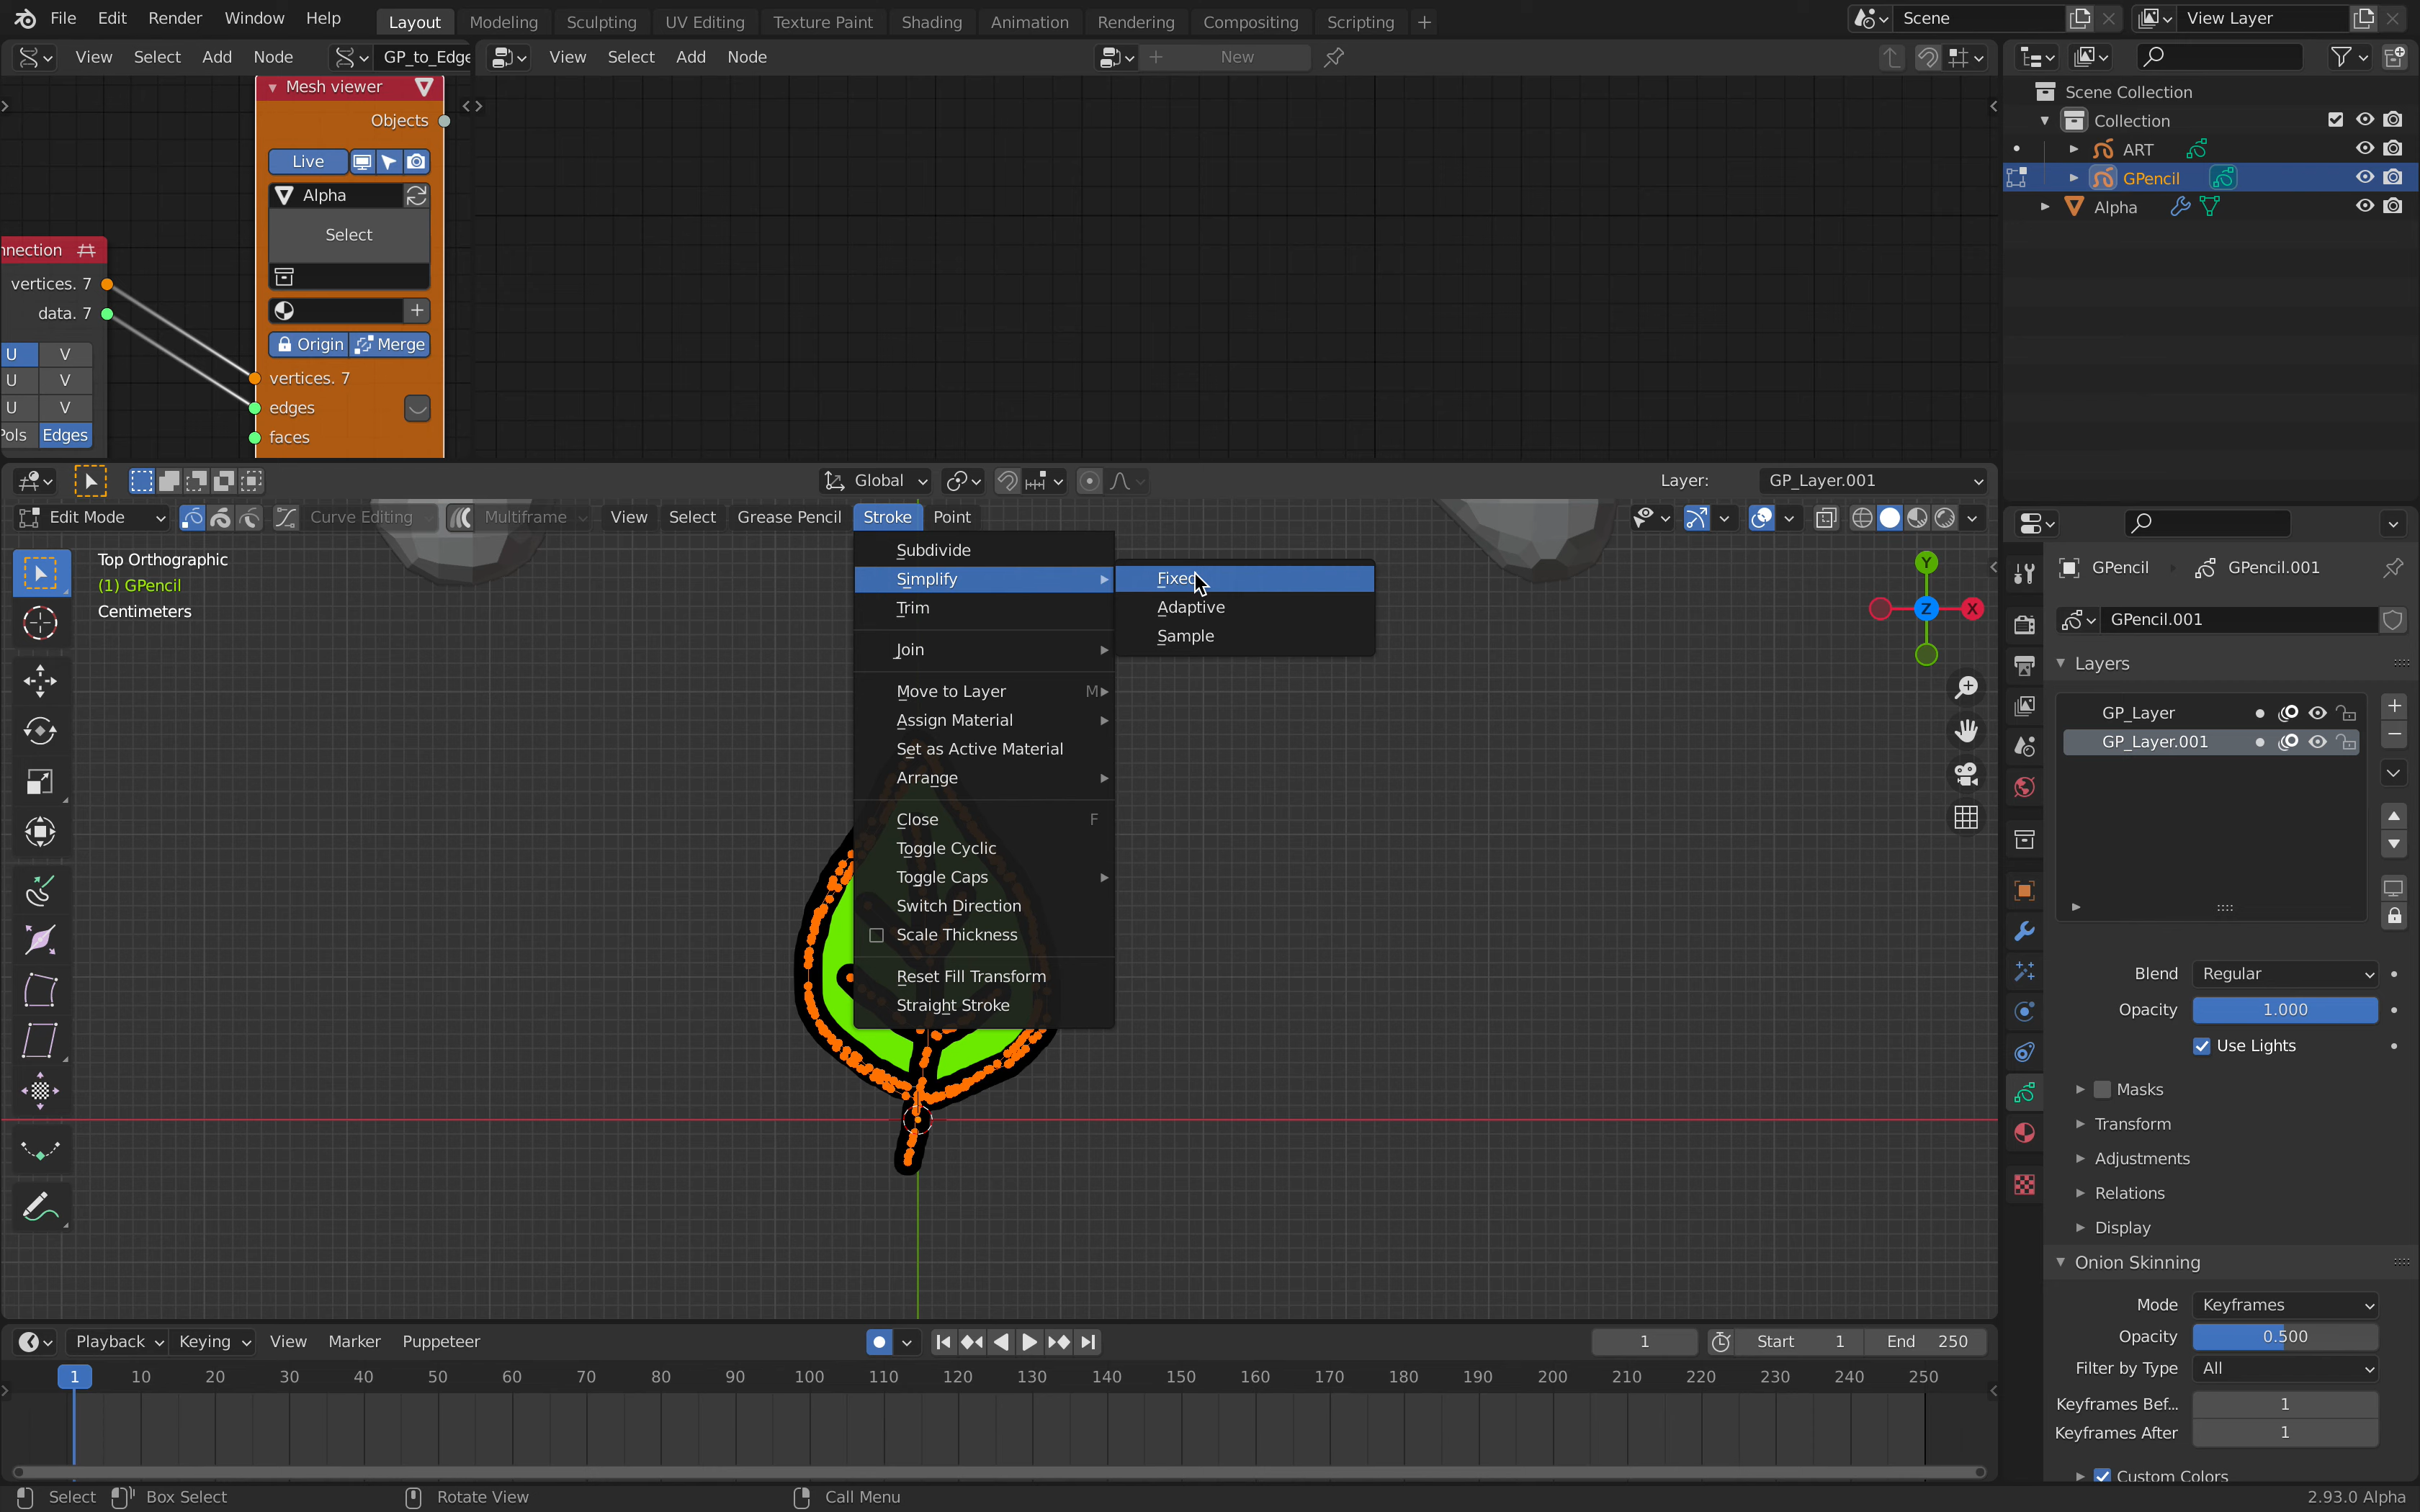 File Edit Render Window Help Layout Modeling Sculpting UV Editing Texture Paint Shading Animation Rendering Compositing Scripting + Scene View Layer
View Select Add Node GP_to_Edge View Select Add Node New
Mesh viewer
Objects
Live
Alpha
Select
Origin Merge
vertices. 7
edges
faces
nnection
vertices. 7
data. 7
U V
U V
U V
Pols Edges
Scene Collection
Collection
ART
GPencil
Alpha
Global Layer: GP_Layer.001
Edit Mode Curve Editing Multiframe View Select Grease Pencil Stroke Point
Top Orthographic
(1) GPencil
Centimeters
Subdivide
Simplify
Trim
Join
Move to Layer M
Assign Material
Set as Active Material
Arrange
Close F
Toggle Cyclic
Toggle Caps
Switch Direction
Scale Thickness
Reset Fill Transform
Straight Stroke
Fixed
Adaptive
Sample
Y
Z X
GPencil GPencil.001
GPencil.001
Layers
GP_Layer
GP_Layer.001
Blend Regular
Opacity 1.000
Use Lights
Masks
Transform
Adjustments
Relations
Display
Onion Skinning
Mode Keyframes
Opacity 0.500
Filter by Type All
Keyframes Bef... 1
Keyframes After 1
Custom Colors
Playback Keying View Marker Puppeteer 1 Start 1 End 250
1 10 20 30 40 50 60 70 80 90 100 110 120 130 140 150 160 170 180 190 200 210 220 230 240 250
Select Box Select Rotate View Call Menu 2.93.0 Alpha